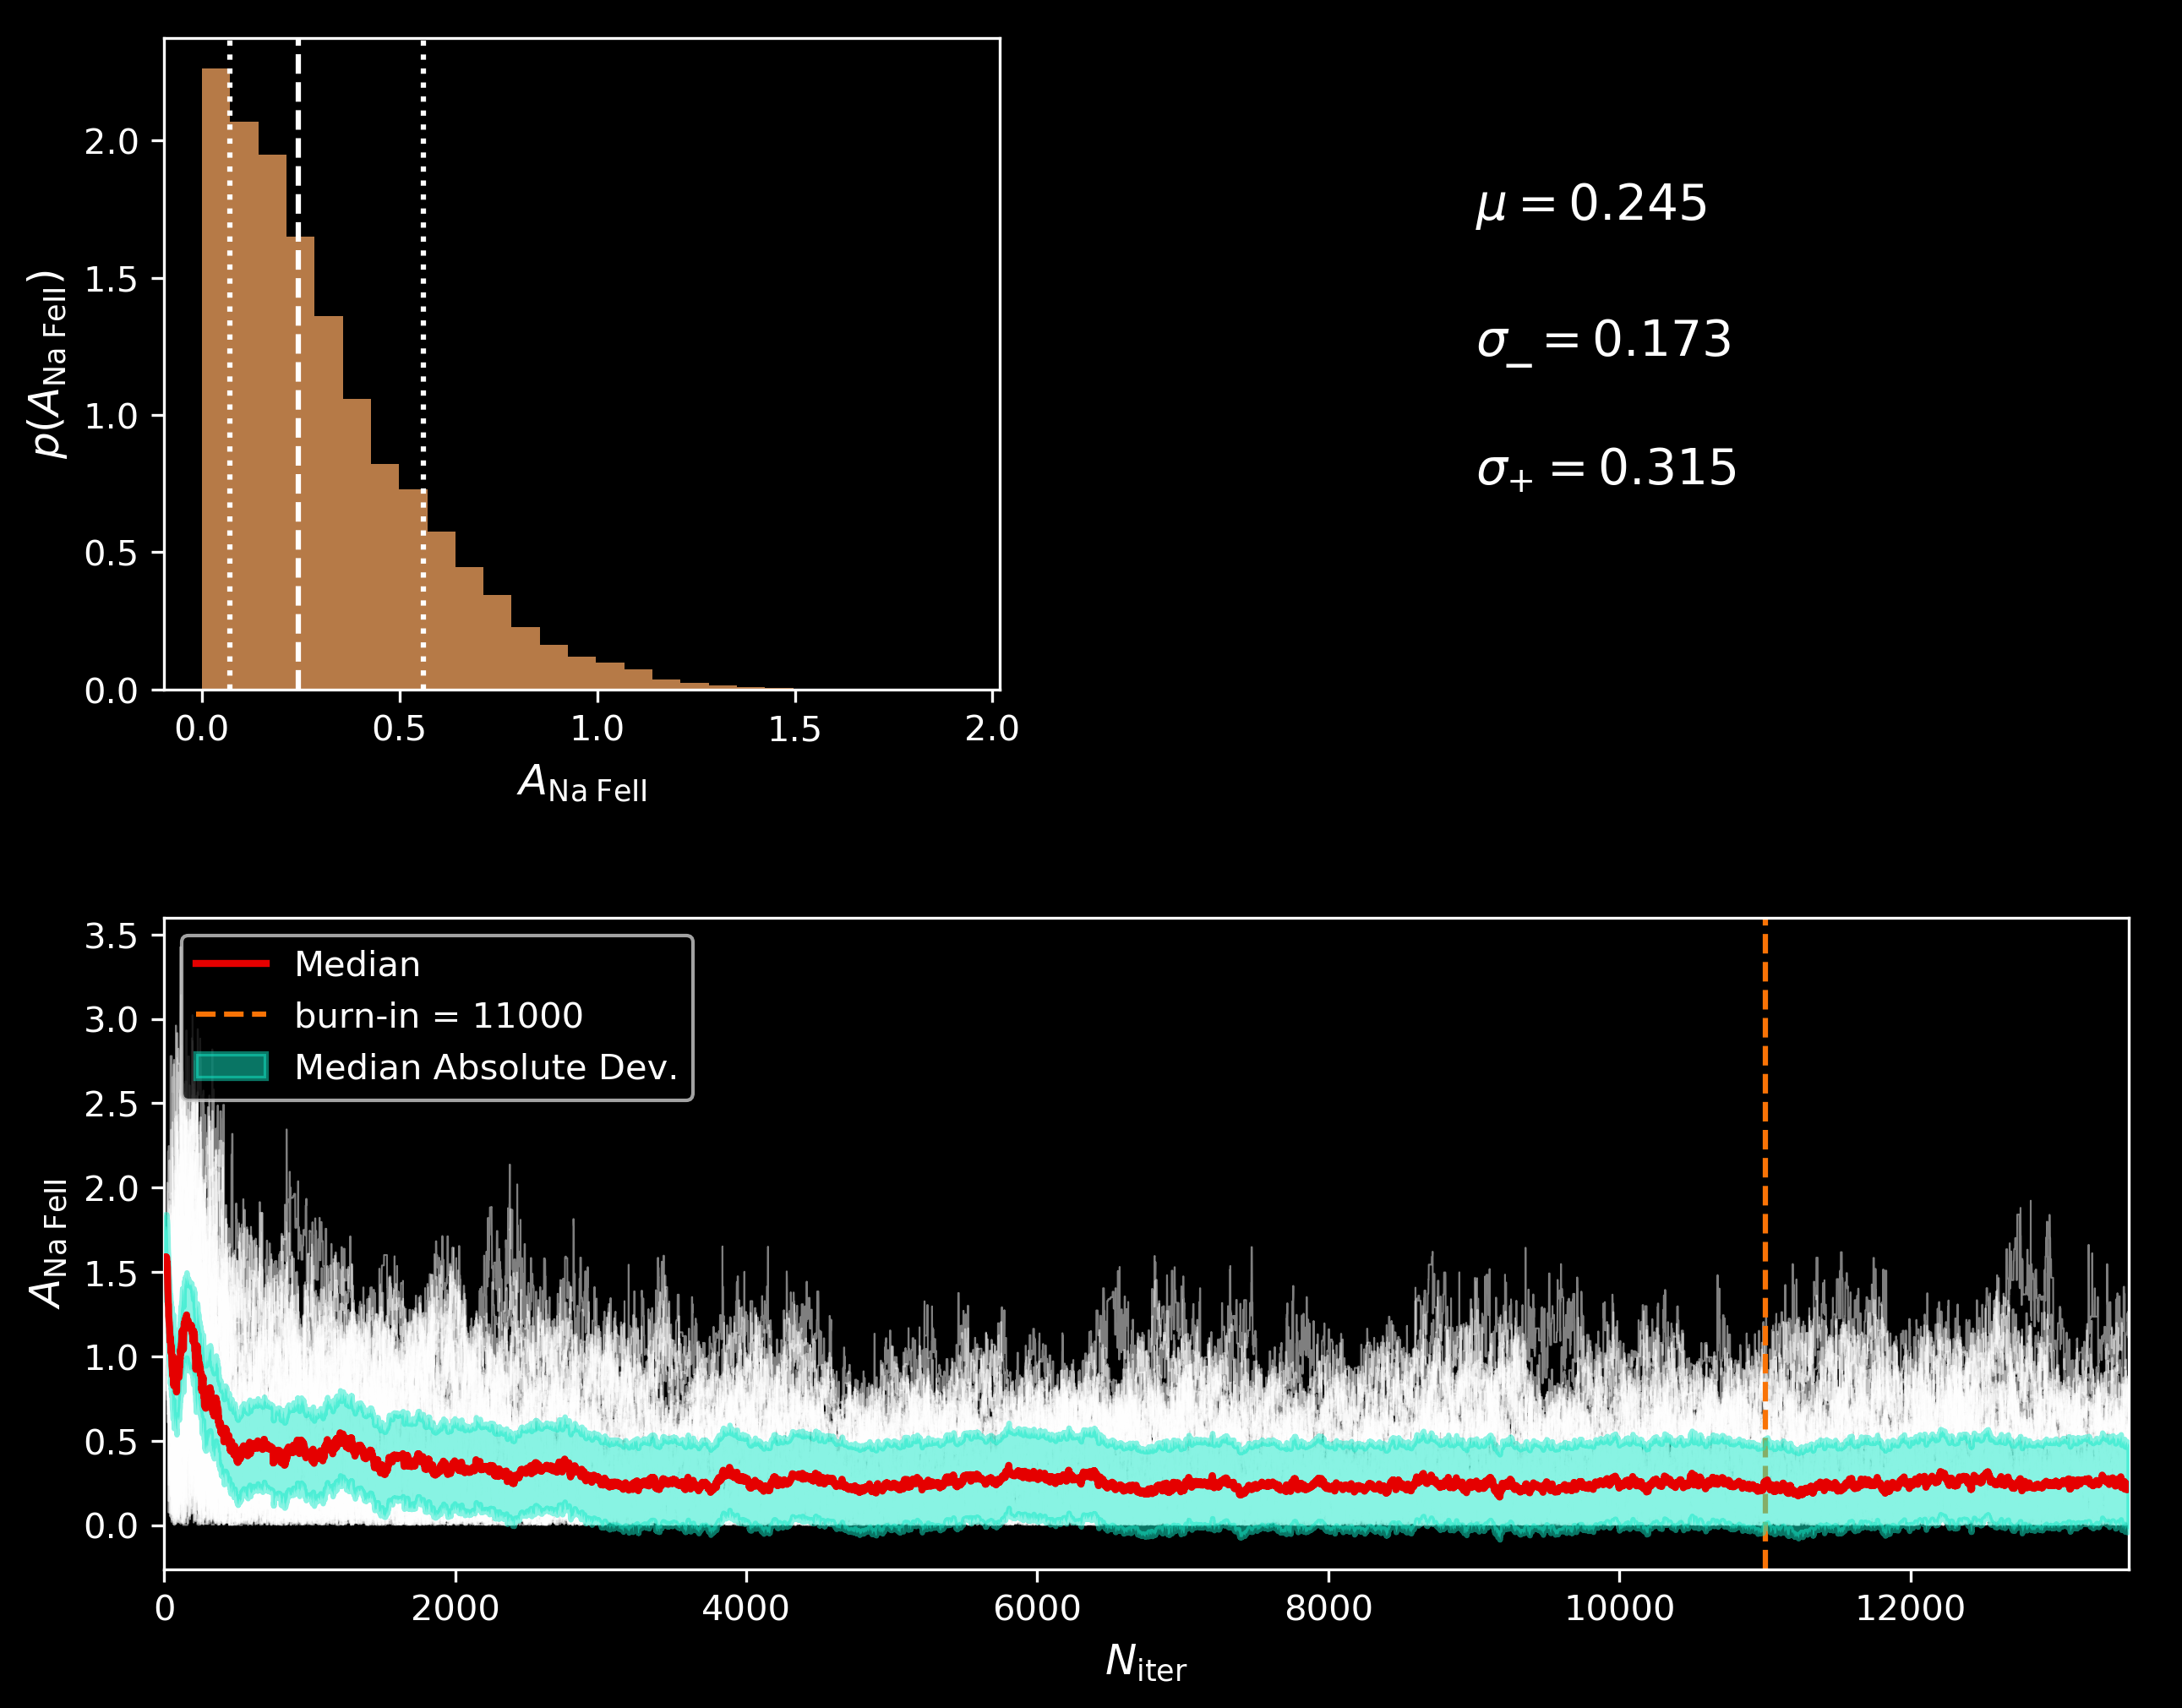 2.0
1.5
1.0
0.5
0.0
p(A_Na FeII)
0.0 0.5 1.0 1.5 2.0
A_Na FeII
μ = 0.245
σ_− = 0.173
σ_+ = 0.315
3.5
3.0
2.5
2.0
1.5
1.0
0.5
0.0
A_Na FeII
Median
burn-in = 11000
Median Absolute Dev.
0 2000 4000 6000 8000 10000 12000
N_iter